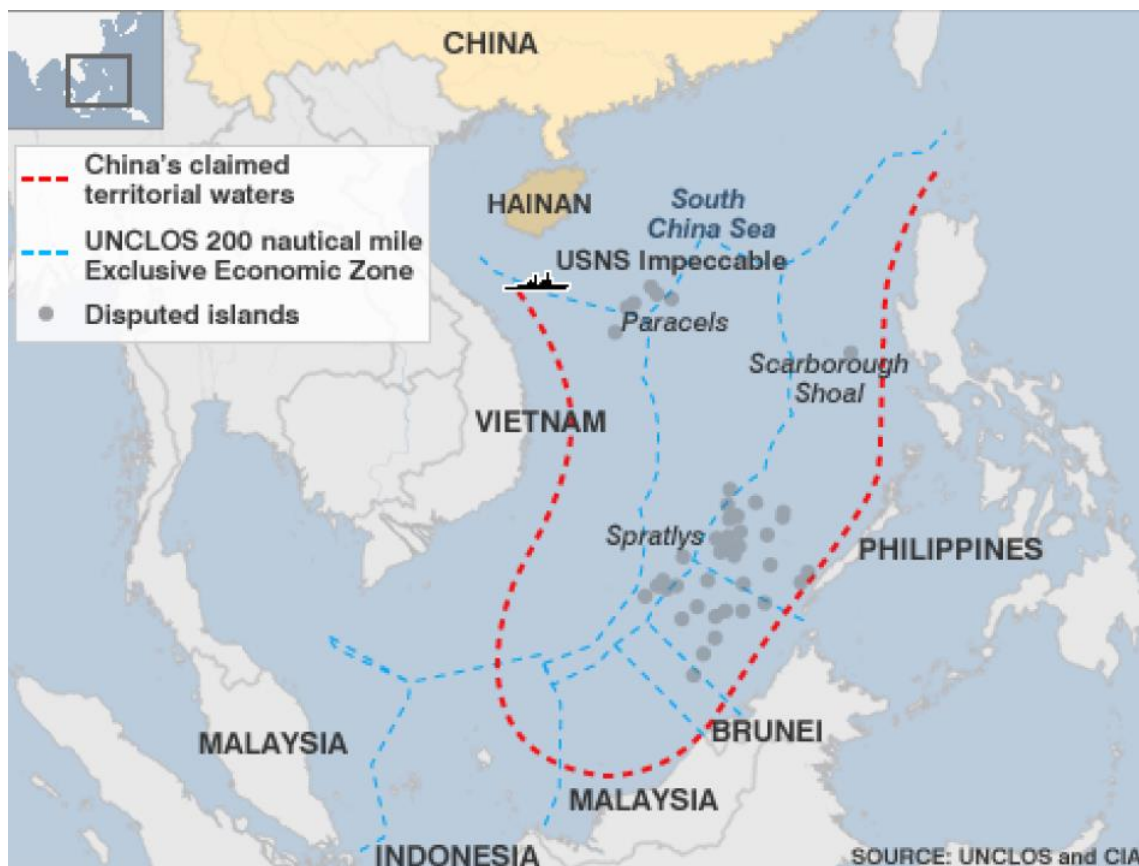 CHINA
China's claimed
territorial waters
UNCLOS 200 nautical mile
Exclusive Economic Zone
Disputed islands
HAINAN
South
China Sea
USNS Impeccable
Paracels
Scarborough
Shoal
VIETNAM
Spratlys
PHILIPPINES
MALAYSIA
BRUNEI
MALAYSIA
INDONESIA
SOURCE: UNCLOS and CIA